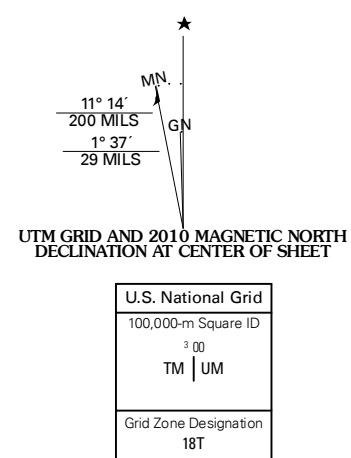 ★
MN
11° 14´
200 MILS
GN
1° 37´
29 MILS
UTM GRID AND 2010 MAGNETIC NORTH
DECLINATION AT CENTER OF SHEET
U.S. National Grid
100,000-m Square ID
3 00
TM UM
Grid Zone Designation
18T